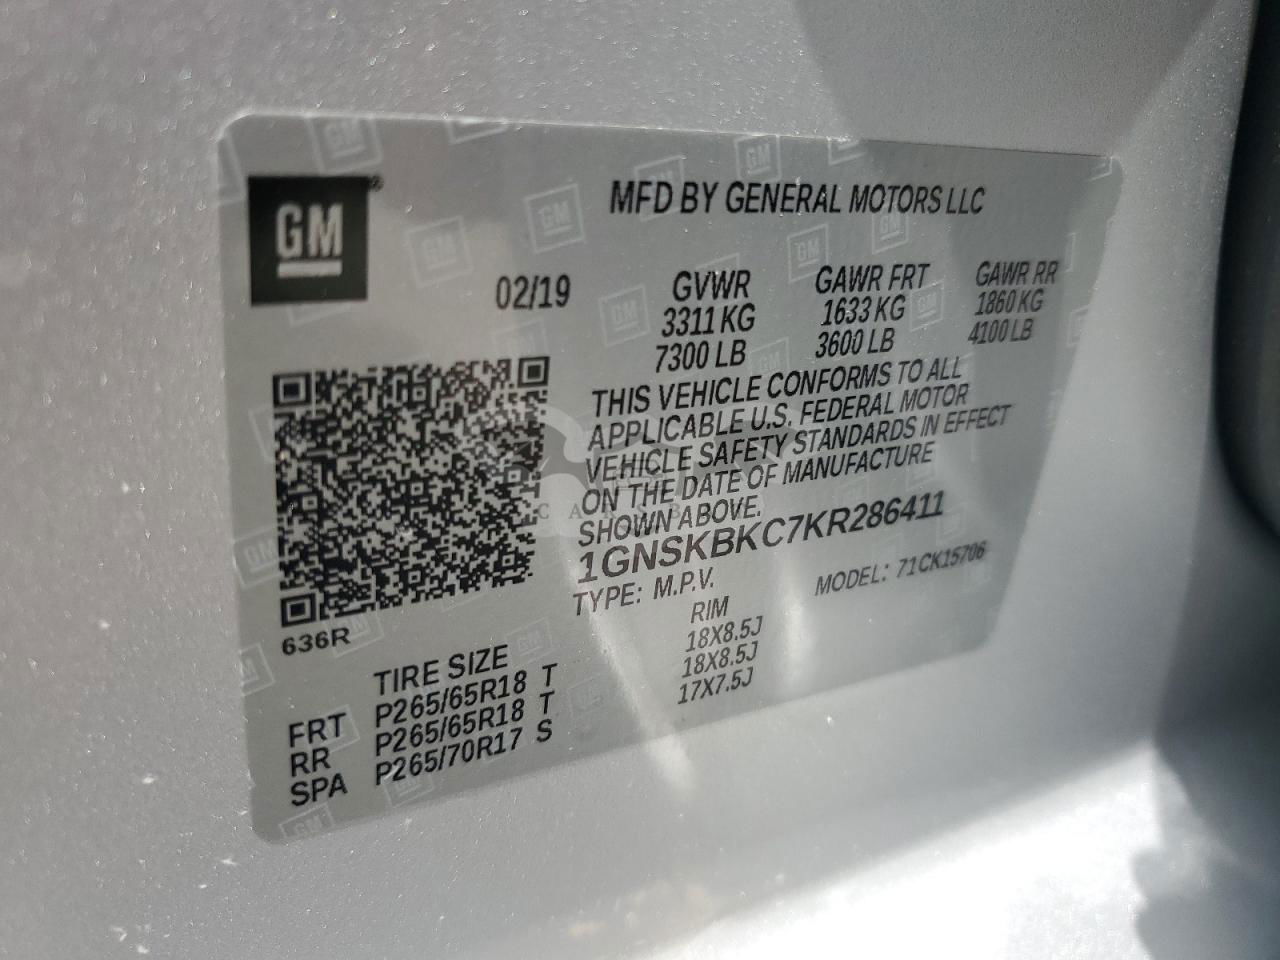 GM
MFD BY GENERAL MOTORS LLC
02/19
GVWR GAWR FRT GAWR RR
3311 KG 1633 KG 1860 KG
7300 LB 3600 LB 4100 LB
THIS VEHICLE CONFORMS TO ALL
APPLICABLE U.S. FEDERAL MOTOR
VEHICLE SAFETY STANDARDS IN EFFECT
ON THE DATE OF MANUFACTURE
SHOWN ABOVE.
1GNSKBKC7KR286411
TYPE: M.P.V. MODEL: 71CK15706
636R
TIRE SIZE RIM
FRT P265/65R18 T 18X8.5J
RR P265/65R18 T 18X8.5J
SPA P265/70R17 S 17X7.5J